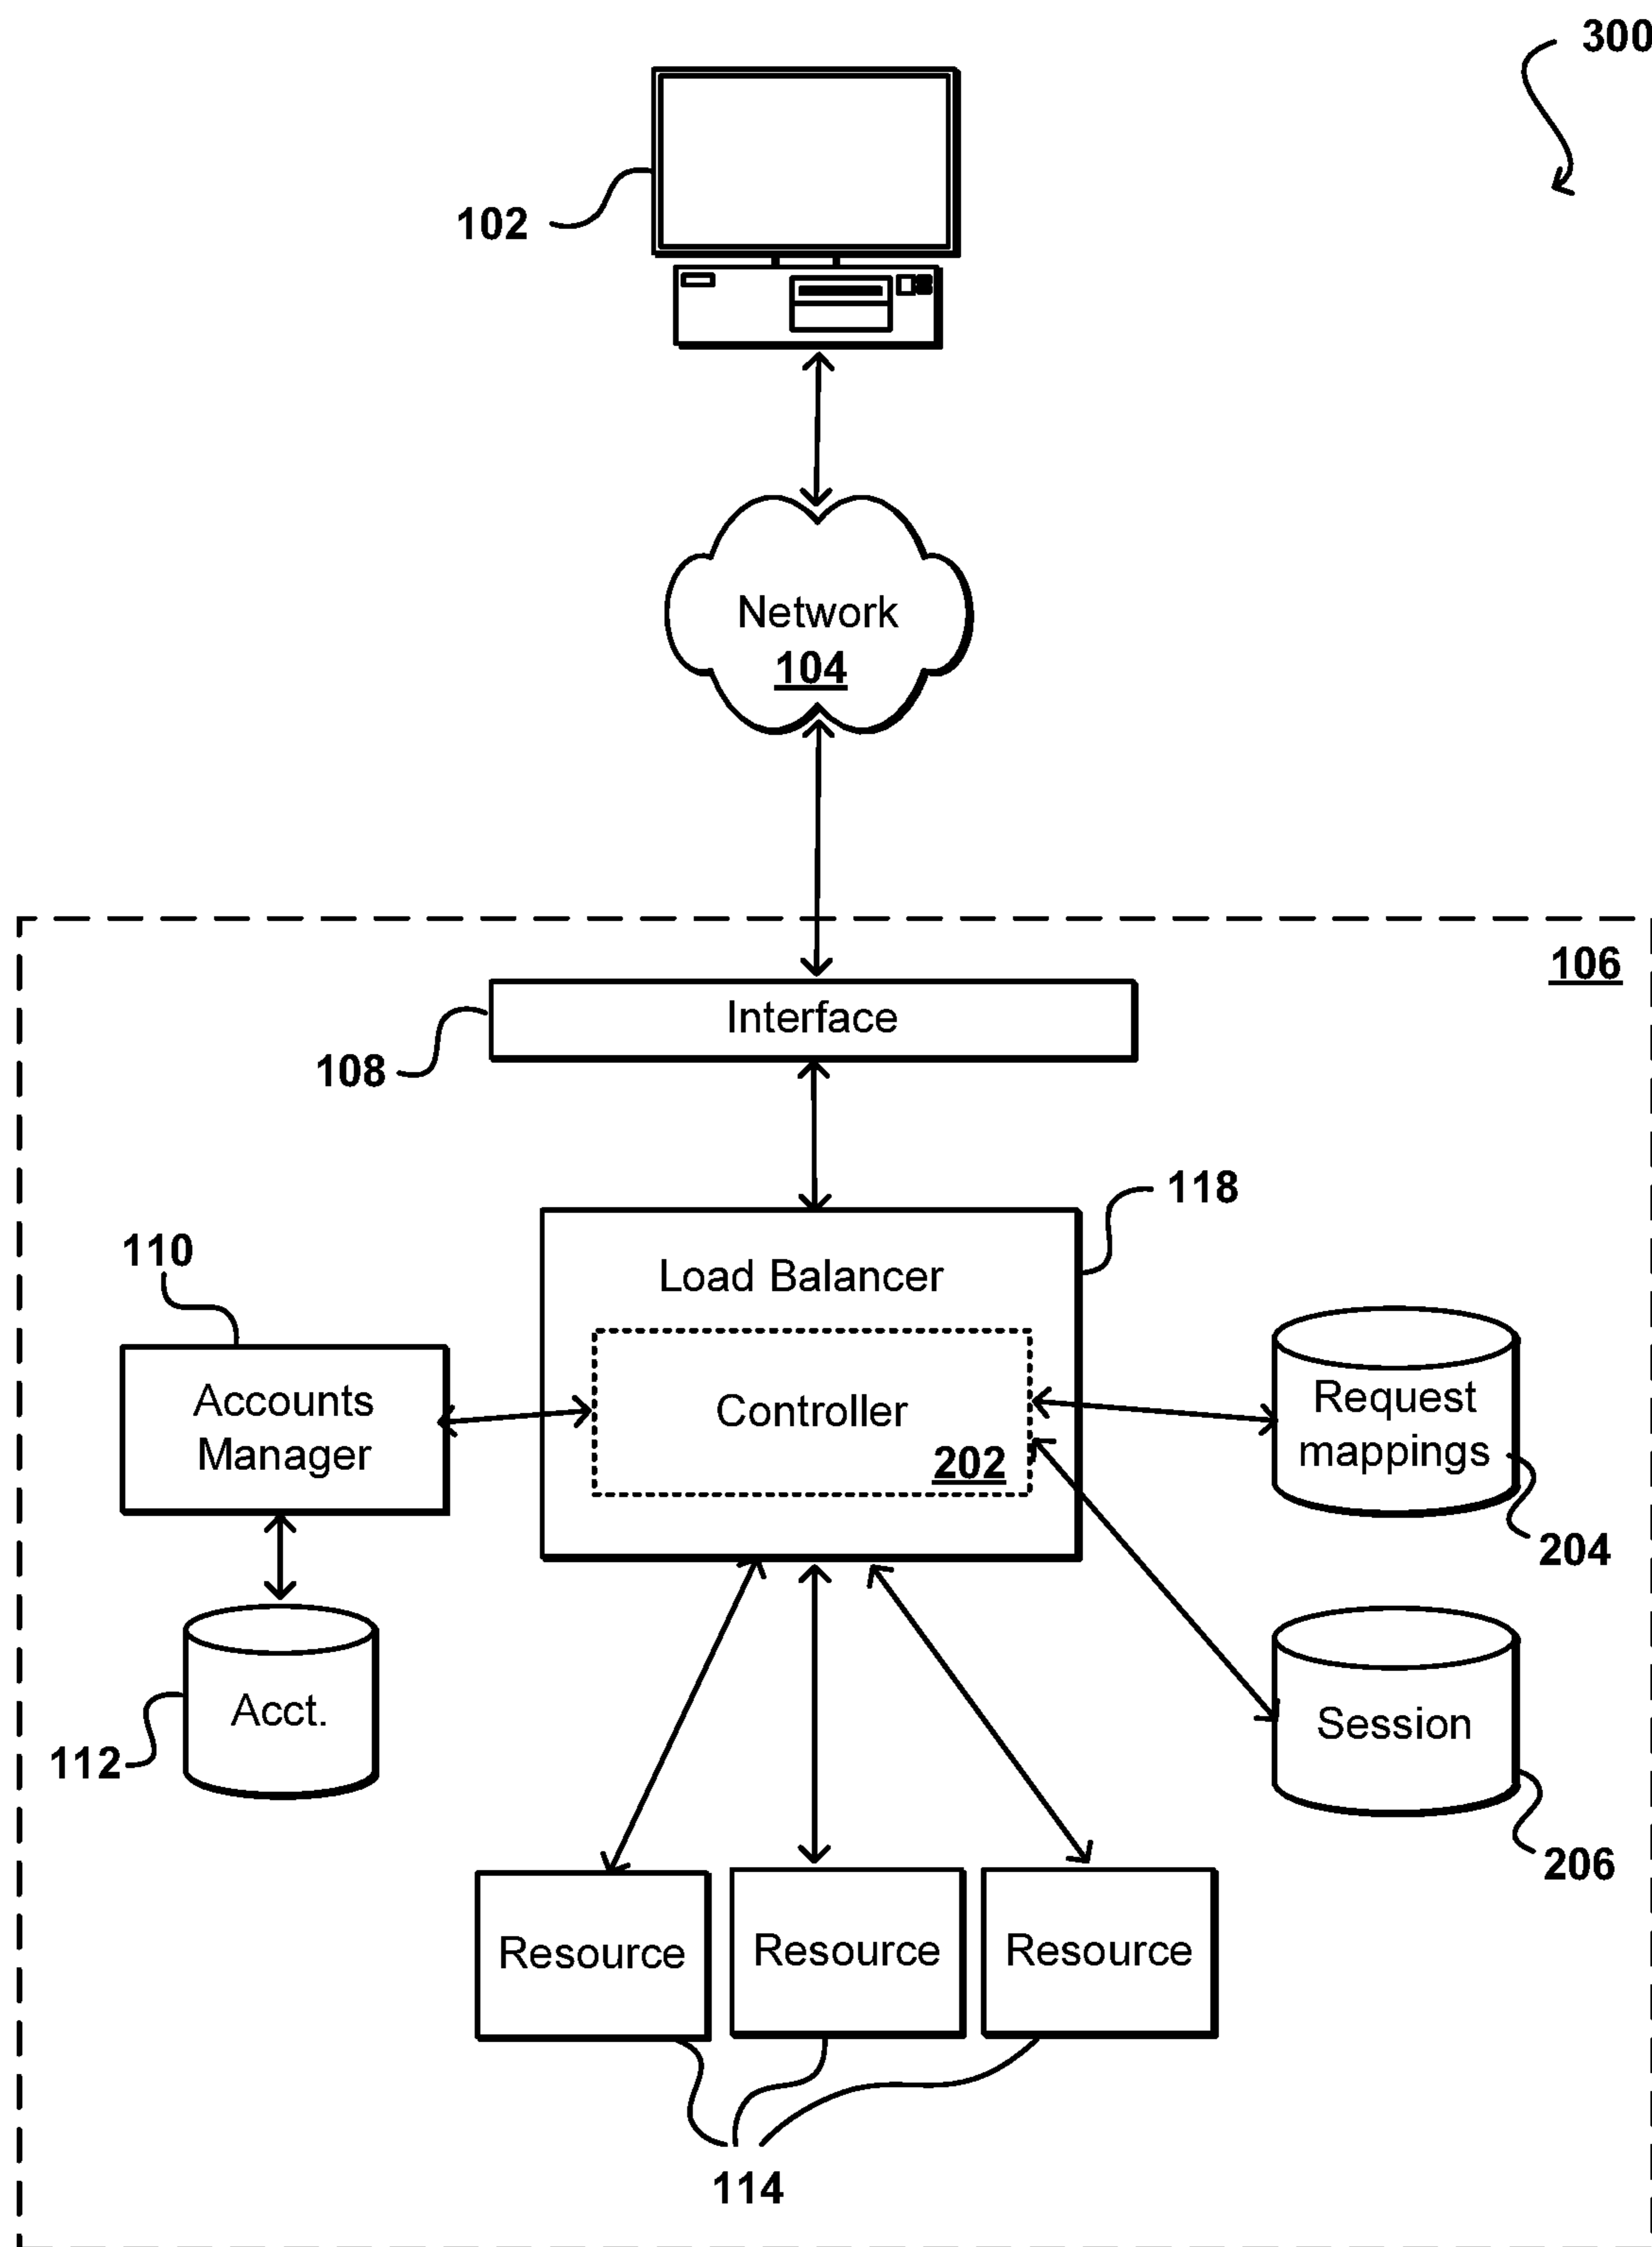 300
102
Network
104
106
Interface
108
118
110
Load Balancer
Accounts
Manager
Controller
202
Request
mappings
204
Acct.
112
Session
206
Resource
Resource
Resource
114